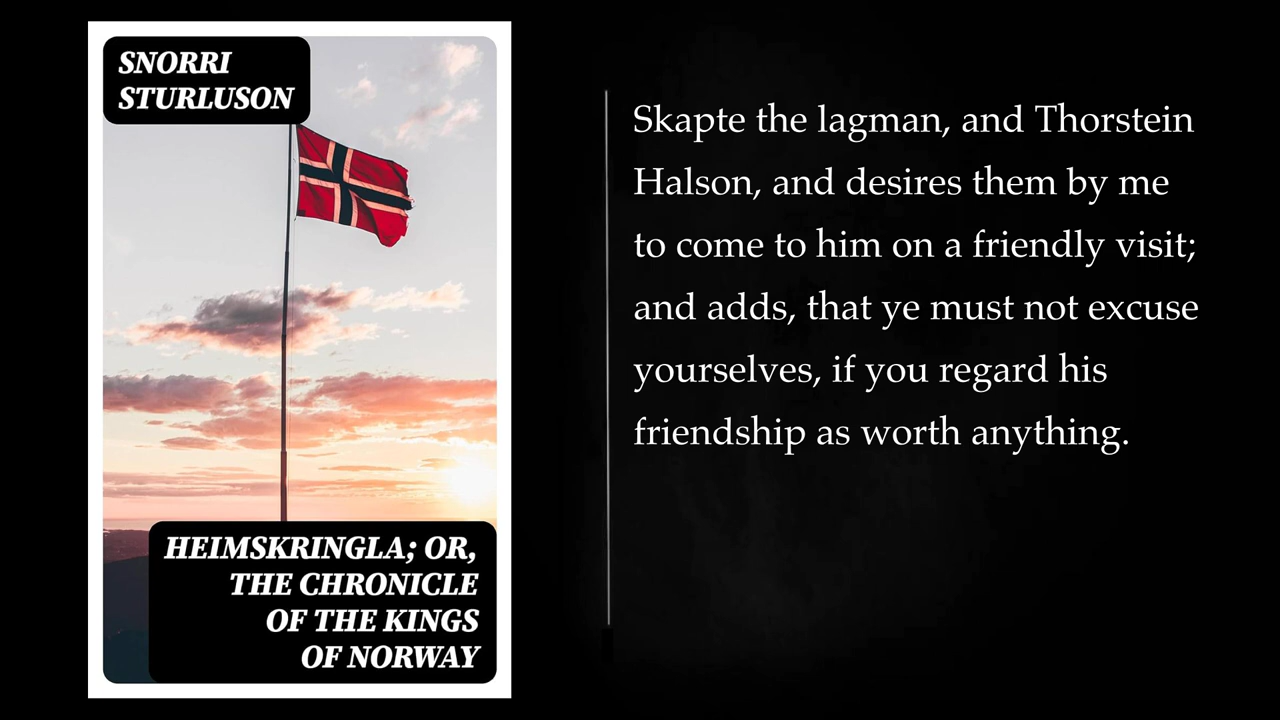 SNORRI
STURLUSON
HEIMSKRINGLA; OR,
THE CHRONICLE
OF THE KINGS
OF NORWAY
Skapte the lagman, and Thorstein
Halson, and desires them by me
to come to him on a friendly visit;
and adds, that ye must not excuse
yourselves, if you regard his
friendship as worth anything.